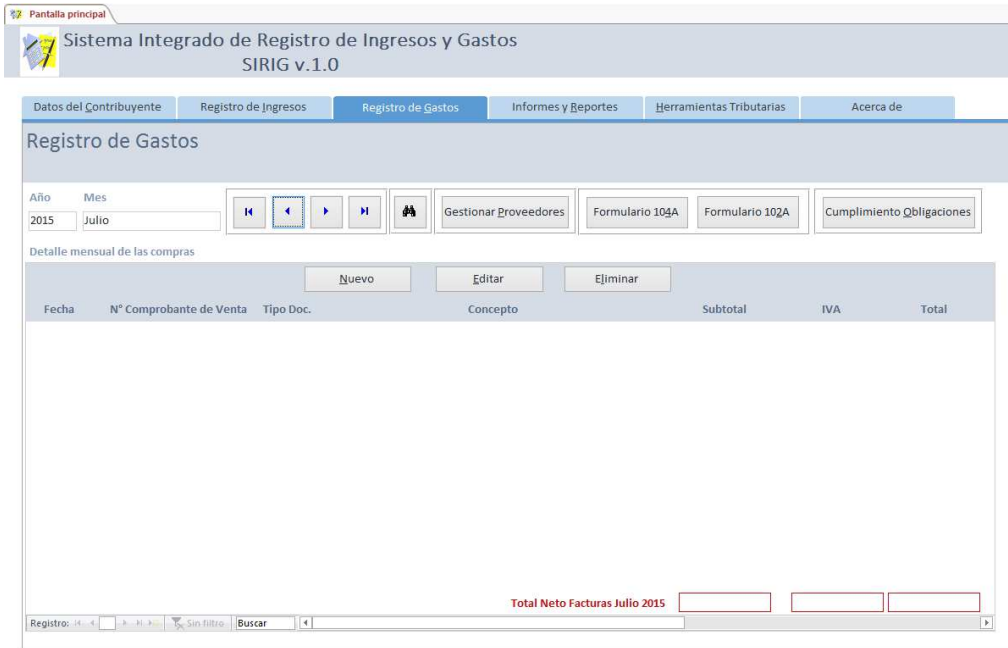 Pantalla principal
Sistema Integrado de Registro de Ingresos y Gastos
SIRIG v.1.0
Datos del Contribuyente Registro de Ingresos Registro de Gastos Informes y Reportes Herramientas Tributarias Acerca de
Registro de Gastos
Año Mes
2015 Julio
Gestionar Proveedores Formulario 104A Formulario 102A Cumplimiento Obligaciones
Detalle mensual de las compras
Nuevo Editar Eliminar
Fecha N° Comprobante de Venta Tipo Doc. Concepto Subtotal IVA Total
Total Neto Facturas Julio 2015
Registro: Sin filtro Buscar